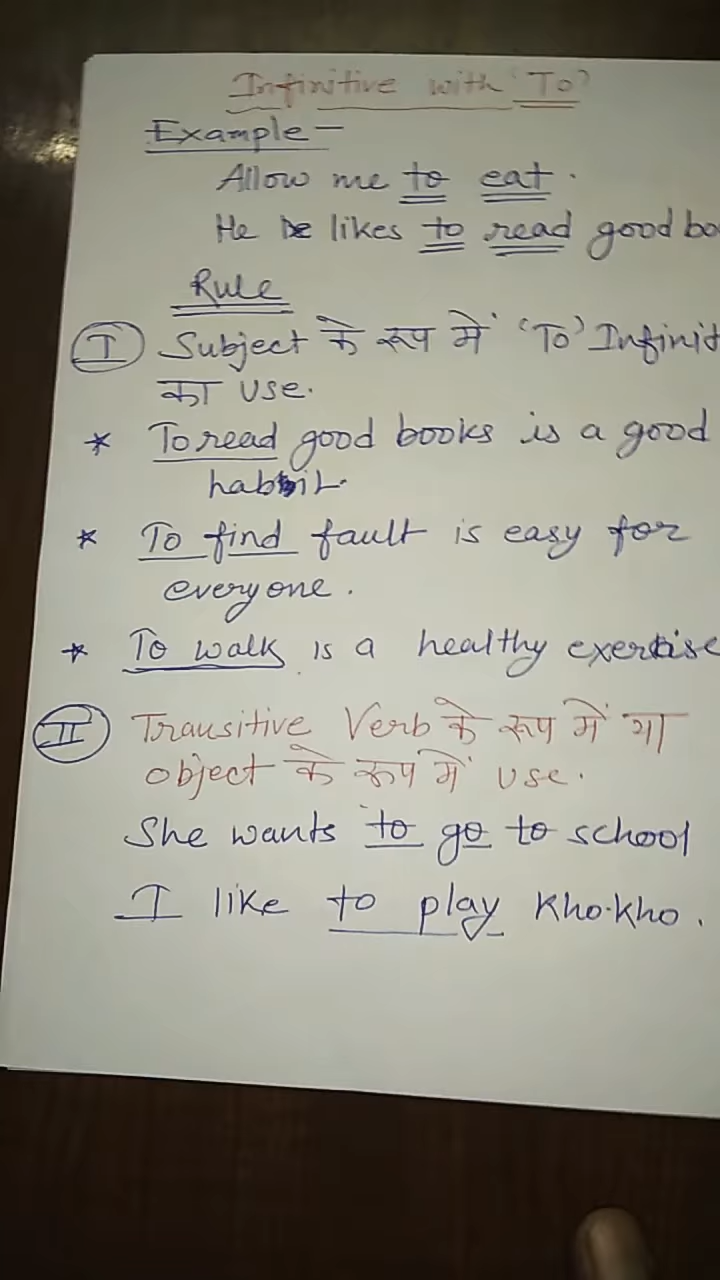 Infinitive with 'To'
Example-
Allow me to eat.
He likes to read good bo
Rule
I Subject के रूप में 'To' Infinit
का use.
* To read good books is a good
habit.
* To find fault is easy for
everyone.
* To walk is a healthy exercise
II Transitive Verb के रूप में या
object के रूप में use.
She wants to go to school
I like to play Kho-kho.